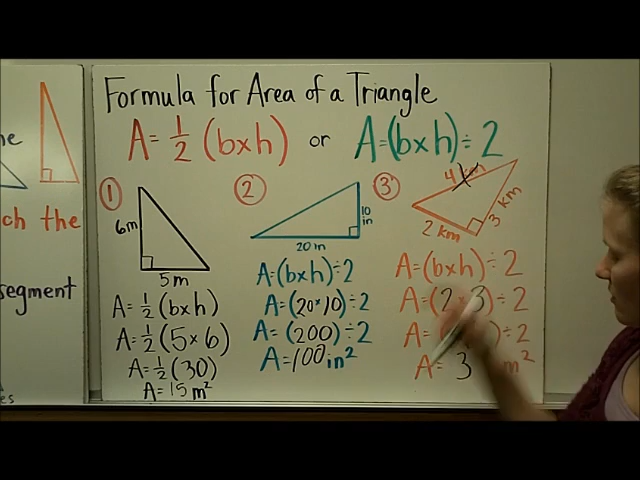 Formula for Area of a Triangle
A = 1/2 (b×h) or A = (b×h) ÷ 2
he
ch the
segment
es
1
6m
5m
A = 1/2 (b×h)
A = 1/2 (5 × 6)
A = 1/2 (30)
A = 15 m²
2
10 in
20 in
A = (b×h) ÷ 2
A = (20×10) ÷ 2
A = (200) ÷ 2
A = 100 in²
3
4 km
2 km
3 km
A = (b×h) ÷ 2
A = (2 × 3) ÷ 2
A = ( ) ÷ 2
A = 3 m²